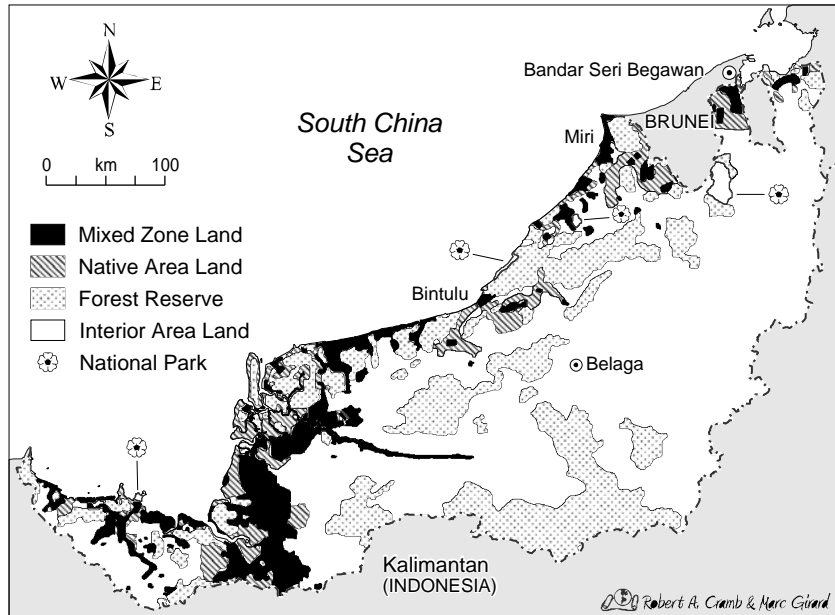 N
W E
S
South China
Sea
0 km 100
Mixed Zone Land
Native Area Land
Forest Reserve
Interior Area Land
National Park
Bandar Seri Begawan
BRUNEI
Miri
Bintulu
Belaga
Kalimantan
(INDONESIA)
Robert A. Cramb & Marc Girard